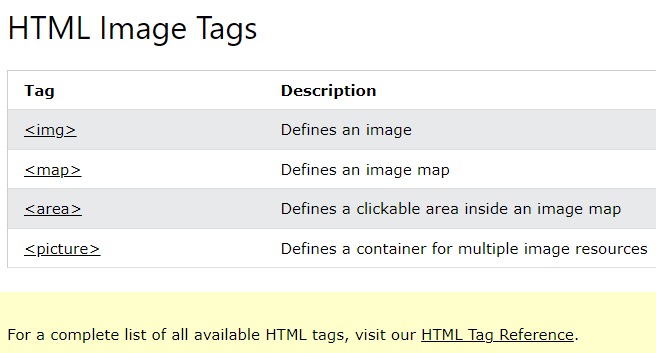 HTML Image Tags
Tag Description
<img> Defines an image
<map> Defines an image map
<area> Defines a clickable area inside an image map
<picture> Defines a container for multiple image resources
For a complete list of all available HTML tags, visit our HTML Tag Reference.